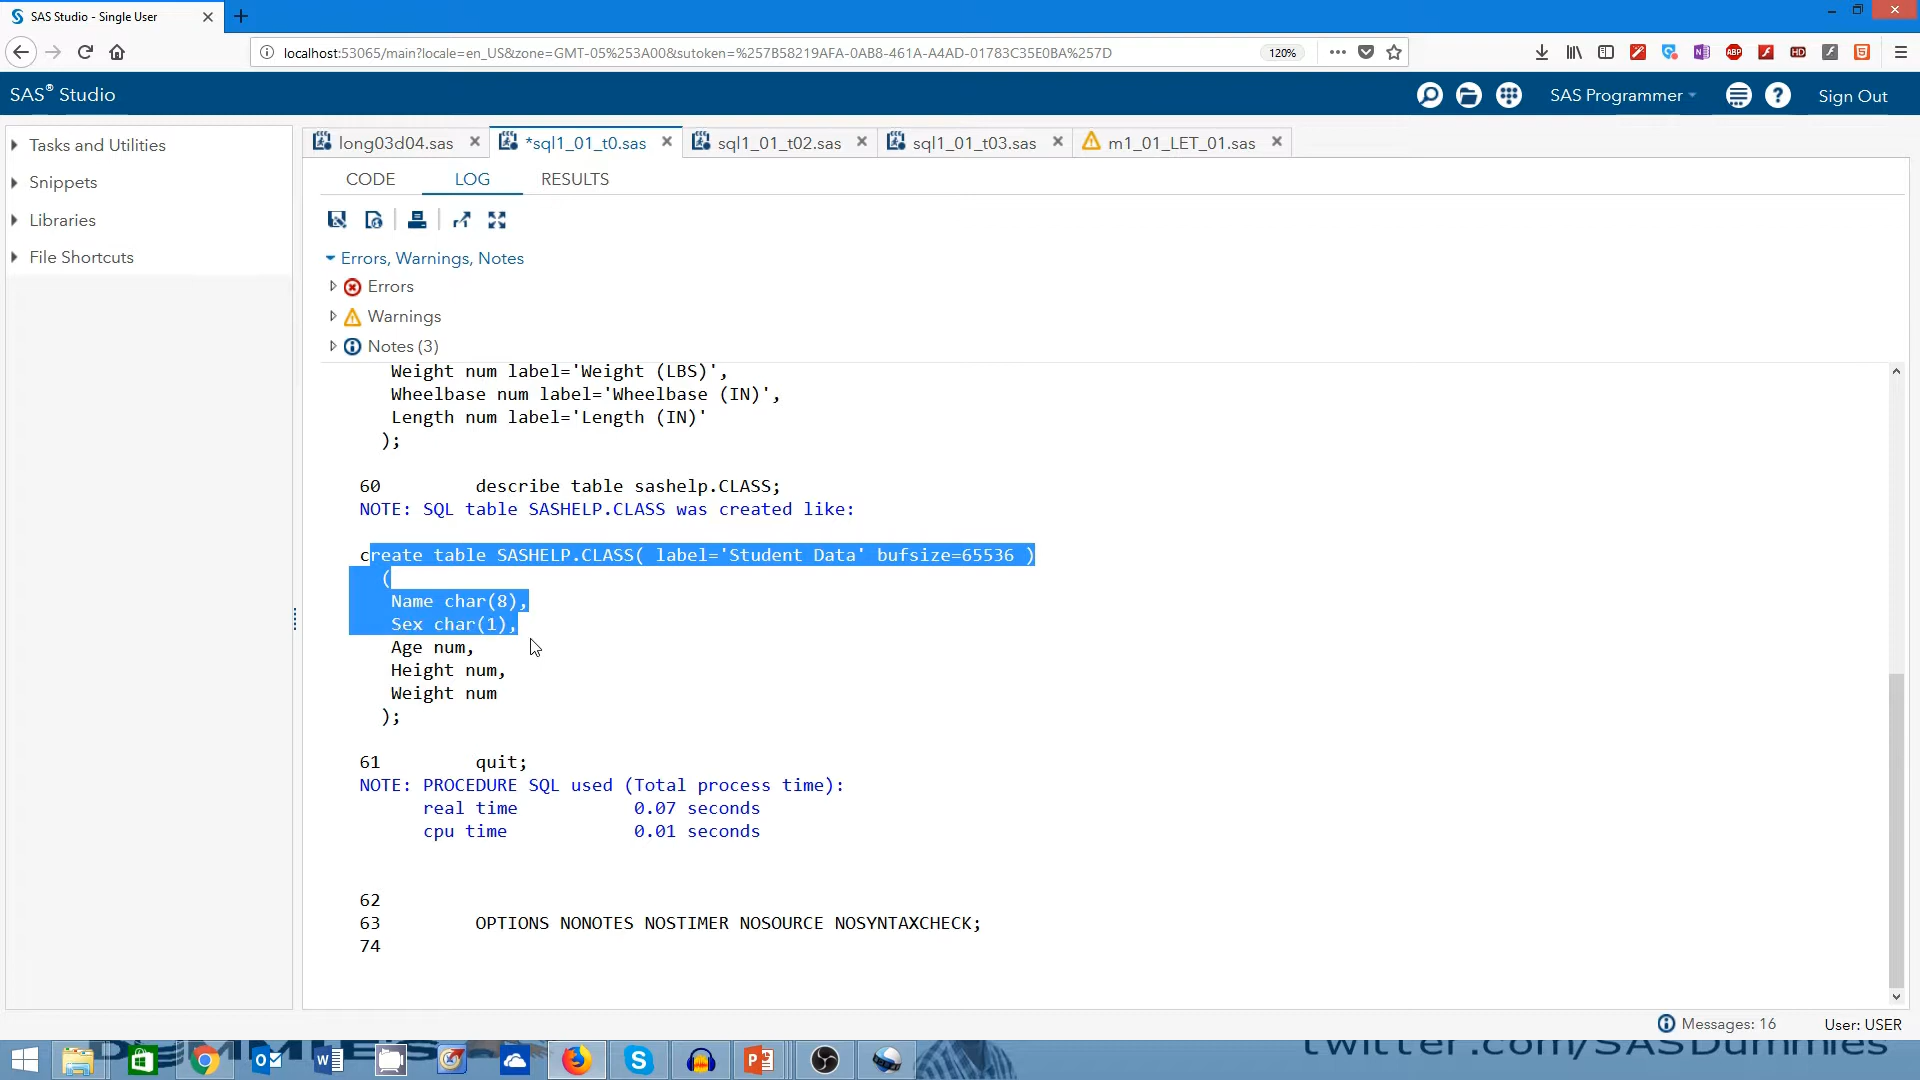 SAS Studio - Single User
localhost:53065/main?locale=en_US&zone=GMT-05%253A00&sutoken=%257B58219AFA-0AB8-461A-A4AD-01783C35E0BA%257D
120%
ABP
HD
SAS® Studio
SAS Programmer
Sign Out
Tasks and Utilities
Snippets
Libraries
File Shortcuts
long03d04.sas
*sql1_01_t0.sas
sql1_01_t02.sas
sql1_01_t03.sas
m1_01_LET_01.sas
CODE LOG RESULTS
Errors, Warnings, Notes
Errors
Warnings
Notes (3)
Weight num label='Weight (LBS)',
Wheelbase num label='Wheelbase (IN)',
Length num label='Length (IN)'
);
60 describe table sashelp.CLASS;
NOTE: SQL table SASHELP.CLASS was created like:
create table SASHELP.CLASS( label='Student Data' bufsize=65536 )
(
Name char(8),
Sex char(1),
Age num,
Height num,
Weight num
);
61 quit;
NOTE: PROCEDURE SQL used (Total process time):
real time 0.07 seconds
cpu time 0.01 seconds
62
63 OPTIONS NONOTES NOSTIMER NOSOURCE NOSYNTAXCHECK;
74
Messages: 16
User: USER
twitter.com/SASDummies